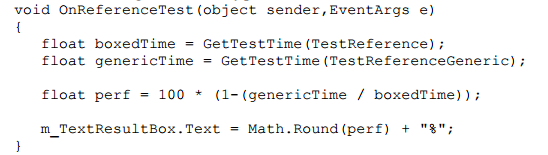 void OnReferenceTest(object sender,EventArgs e)
{
   float boxedTime = GetTestTime(TestReference);
   float genericTime = GetTestTime(TestReferenceGeneric);

   float perf = 100 * (1-(genericTime / boxedTime));

   m_TextResultBox.Text = Math.Round(perf) + "%";
}